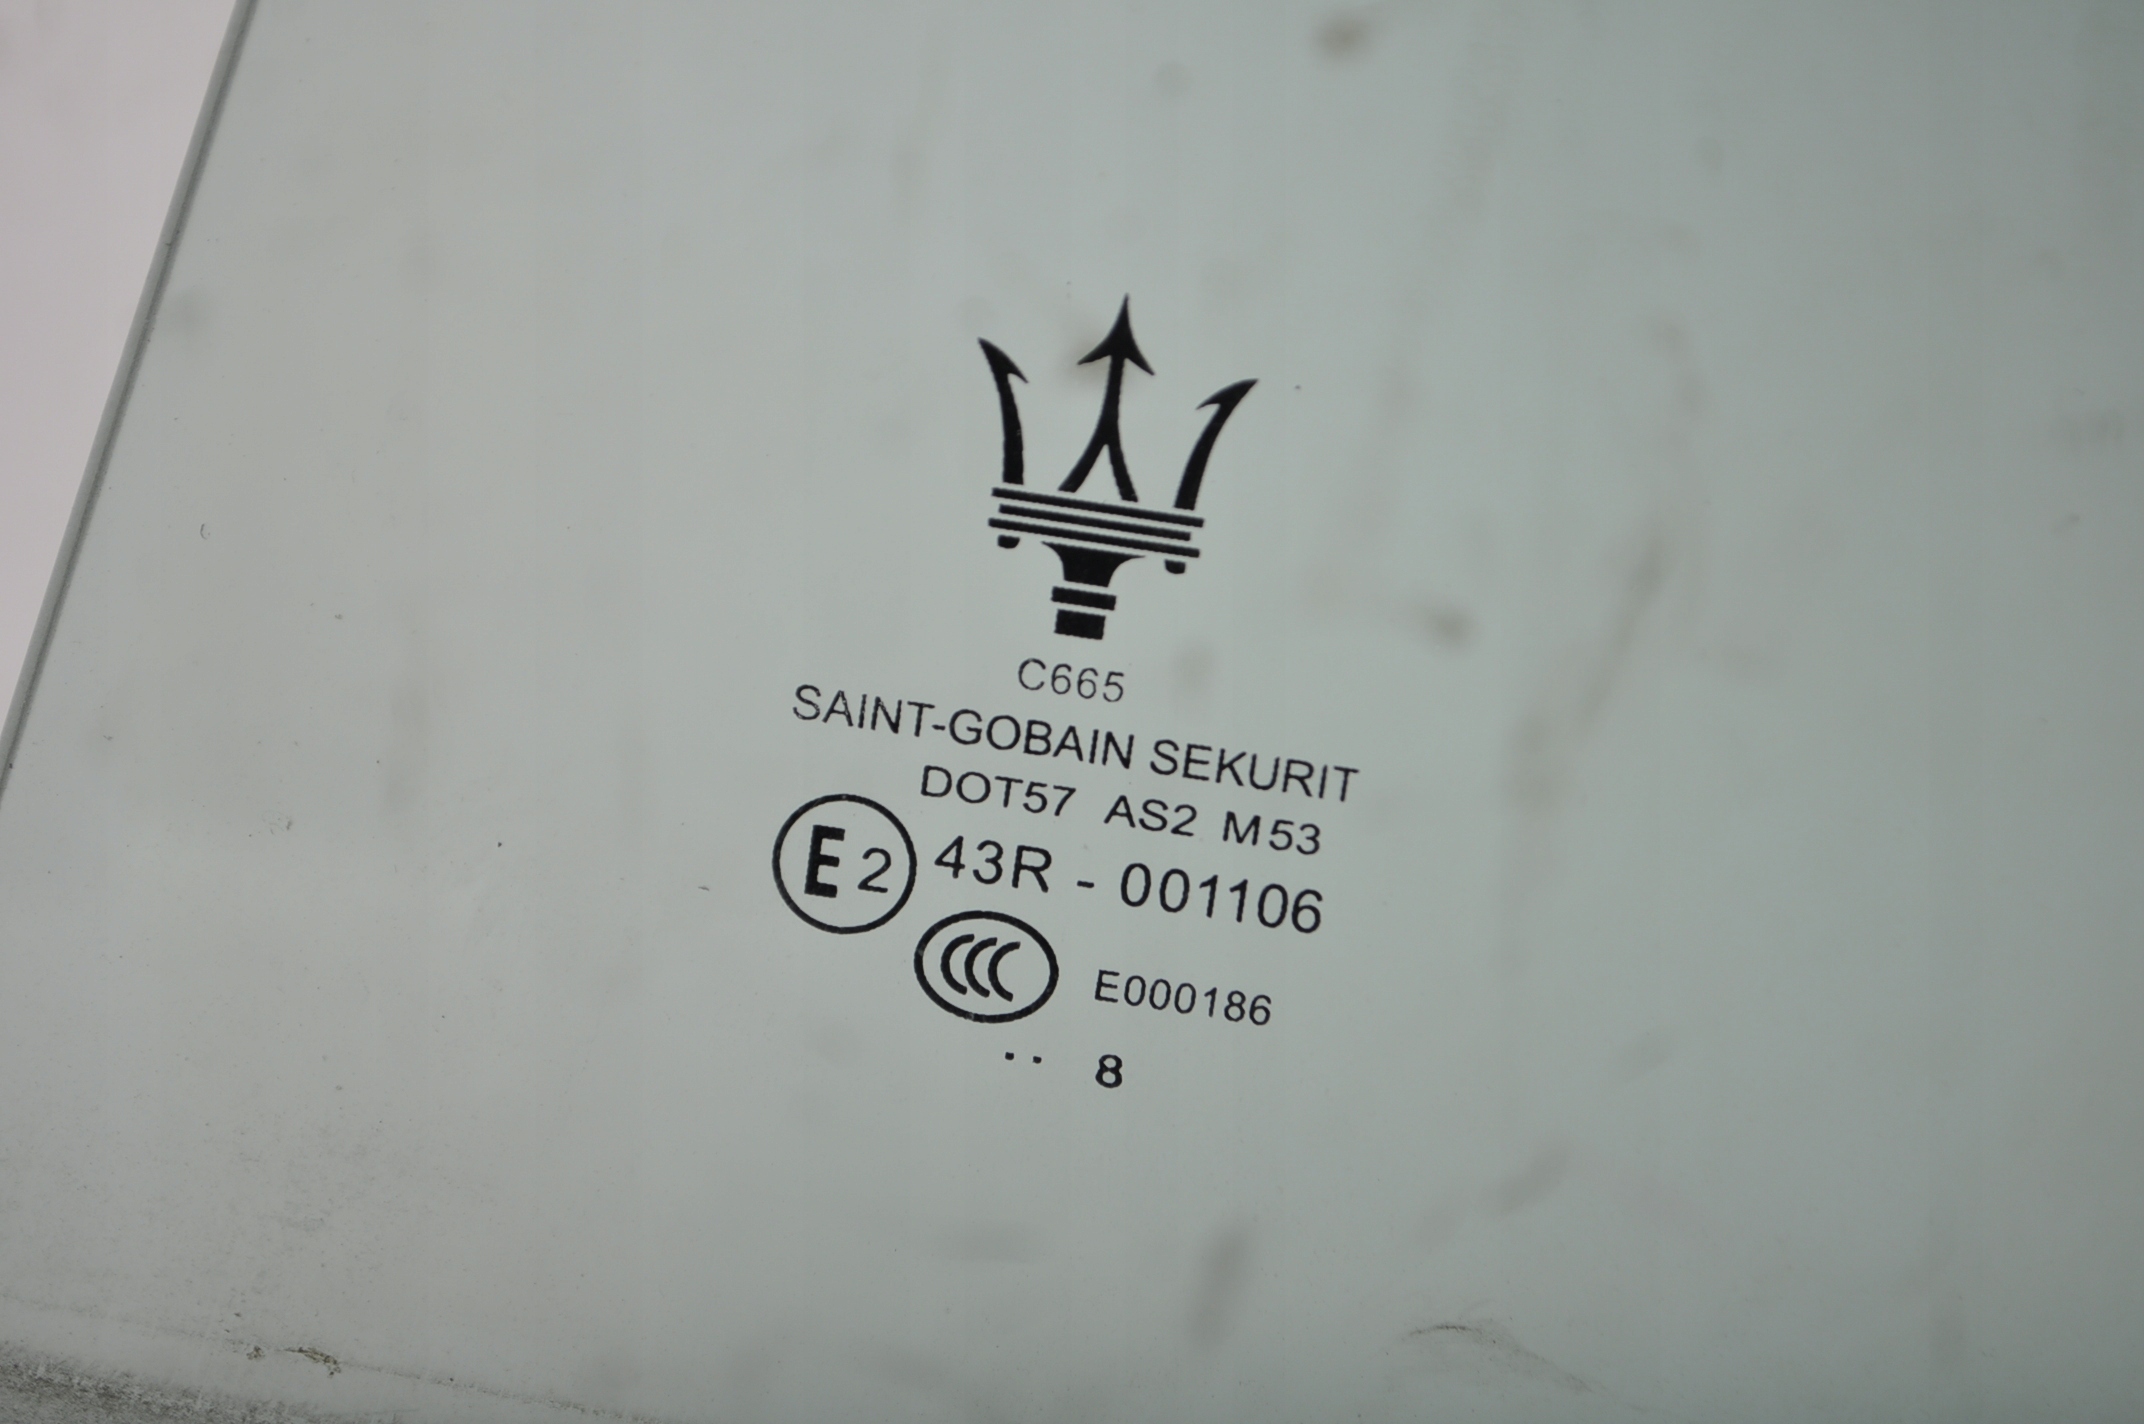 C665
SAINT-GOBAIN SEKURIT
DOT57 AS2 M53
E2 43R - 001106
CCC E000186
.. 8